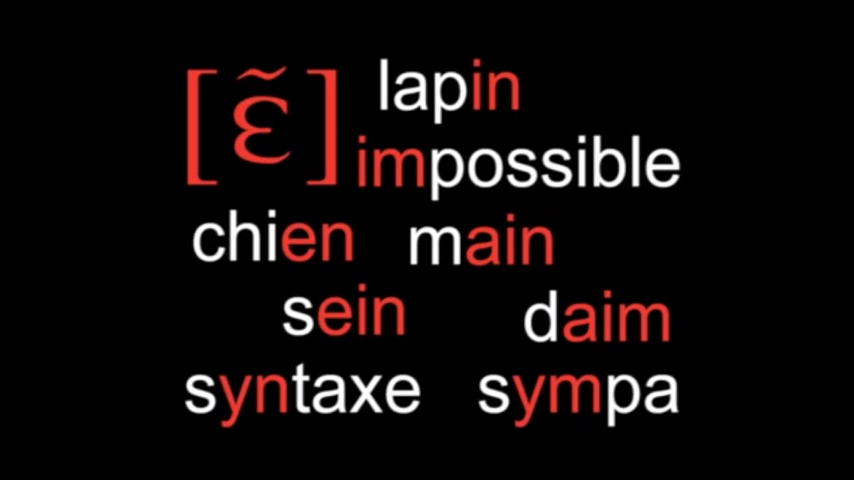 [ɛ̃] lapin
impossible
chien main
sein daim
syntaxe sympa